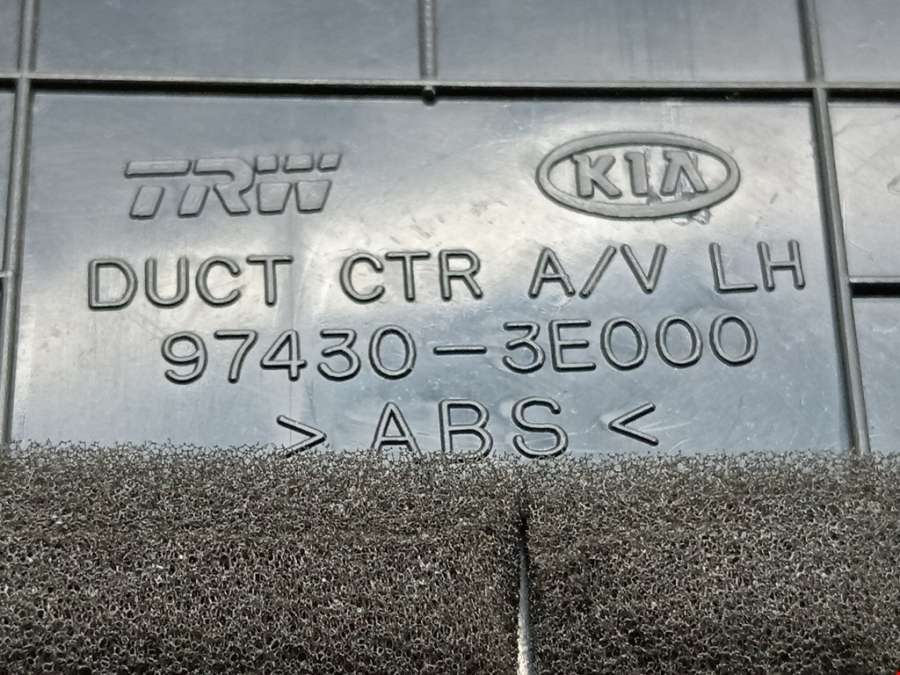 TRW KIA
DUCT CTR A/V LH
97430-3E000
>ABS<